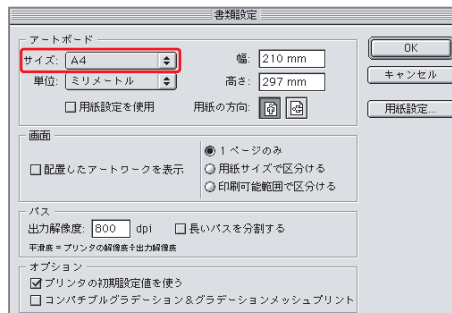 書類設定
アートボード
サイズ: A4
幅: 210 mm
単位: ミリメートル
高さ: 297 mm
用紙設定を使用
用紙の方向:
OK
キャンセル
用紙設定...
画面
配置したアートワークを表示
1 ページのみ
用紙サイズで区分ける
印刷可能範囲で区分ける
パス
出力解像度: 800 dpi
長いパスを分割する
平滑度 = プリンタの解像度÷出力解像度
オプション
プリンタの初期設定値を使う
コンパチブルグラデーション＆グラデーションメッシュプリント